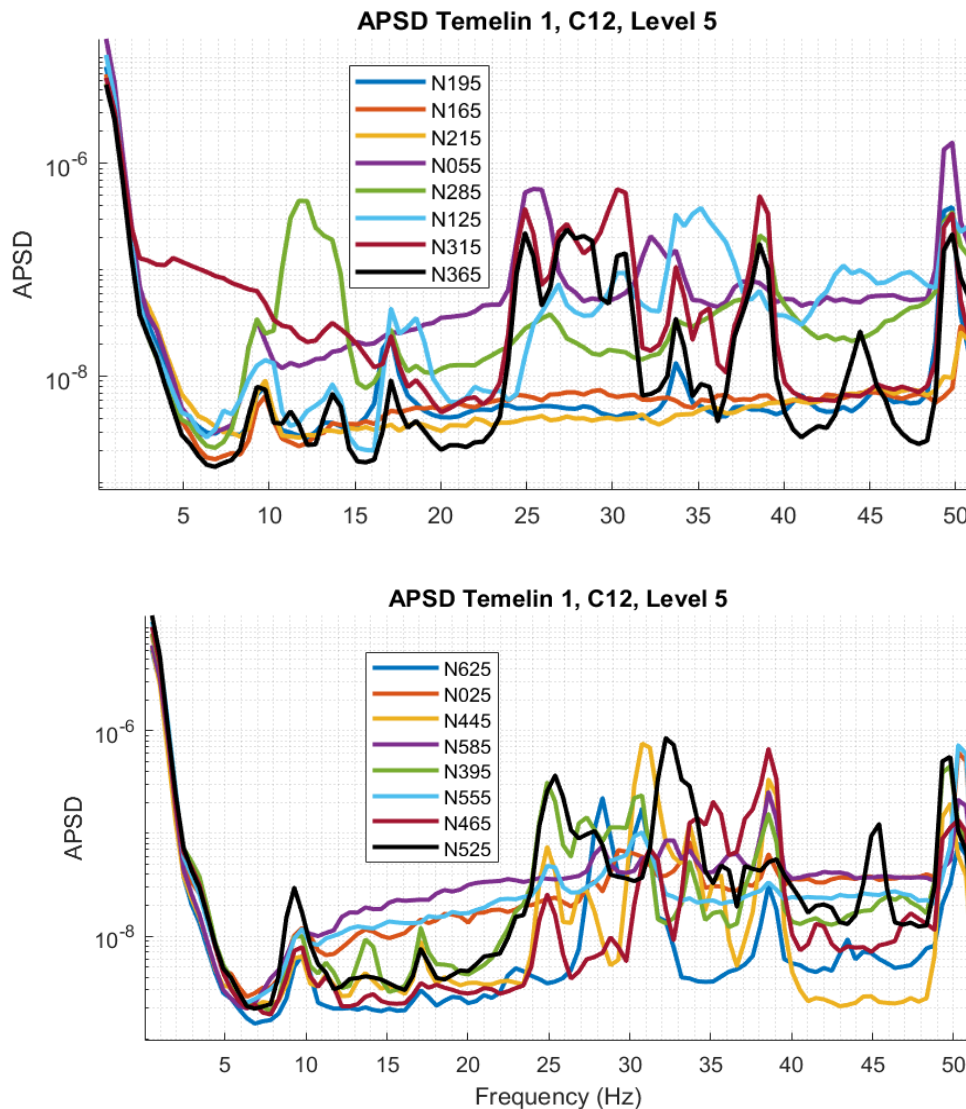 APSD Temelin 1, C12, Level 5
N195
N165
N215
N055
N285
N125
N315
N365
10^-6
10^-8
APSD
5 10 15 20 25 30 35 40 45 50
APSD Temelin 1, C12, Level 5
N625
N025
N445
N585
N395
N555
N465
N525
10^-6
10^-8
APSD
5 10 15 20 25 30 35 40 45 50
Frequency (Hz)